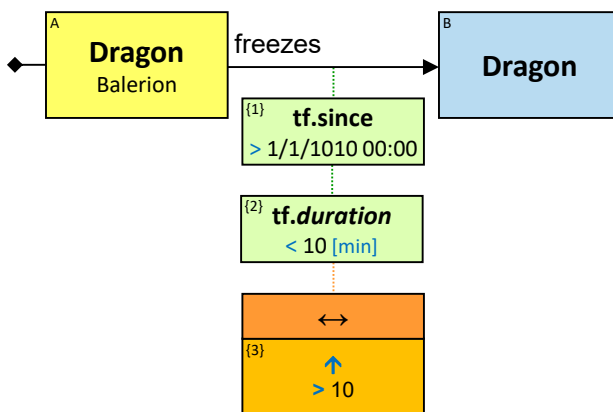 A
Dragon
Balerion
freezes
B
Dragon
{1}
tf.since
> 1/1/1010 00:00
{2}
tf.duration
< 10 [min]
↔
{3}
↑
> 10